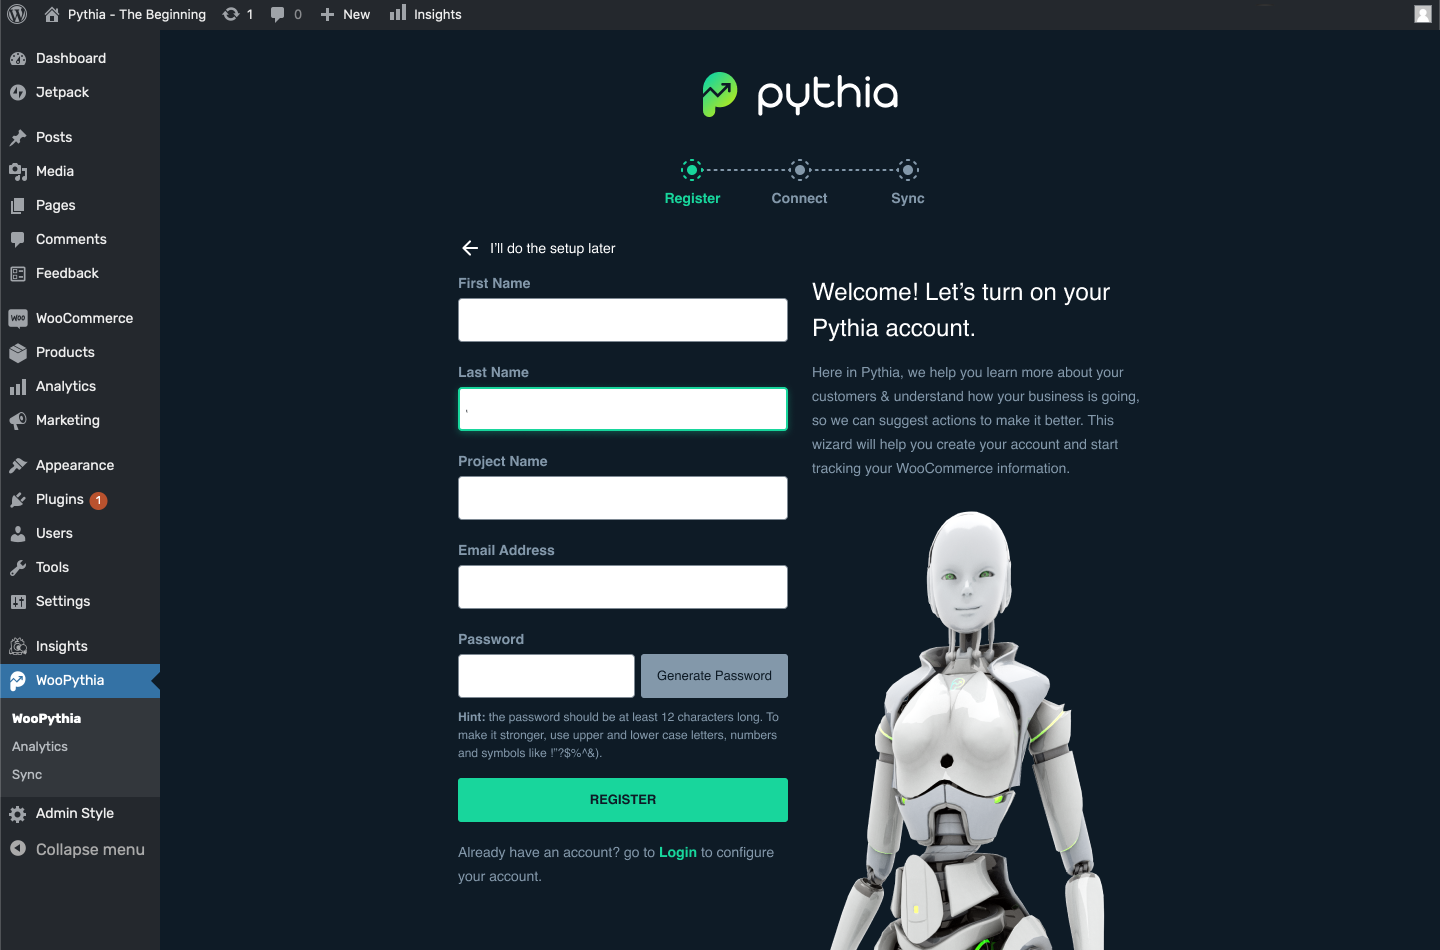 Pythia - The Beginning 1 0 New Insights
Dashboard
Jetpack
Posts
Media
Pages
Comments
Feedback
WooCommerce
Products
Analytics
Marketing
Appearance
Plugins 1
Users
Tools
Settings
Insights
WooPythia
WooPythia
Analytics
Sync
Admin Style
Collapse menu
pythia
Register Connect Sync
I'll do the setup later
First Name
Last Name
Project Name
Email Address
Password
Generate Password
Hint: the password should be at least 12 characters long. To
make it stronger, use upper and lower case letters, numbers
and symbols like !"?$%^&).
REGISTER
Already have an account? go to Login to configure
your account.
Welcome! Let's turn on your
Pythia account.
Here in Pythia, we help you learn more about your
customers & understand how your business is going,
so we can suggest actions to make it better. This
wizard will help you create your account and start
tracking your WooCommerce information.